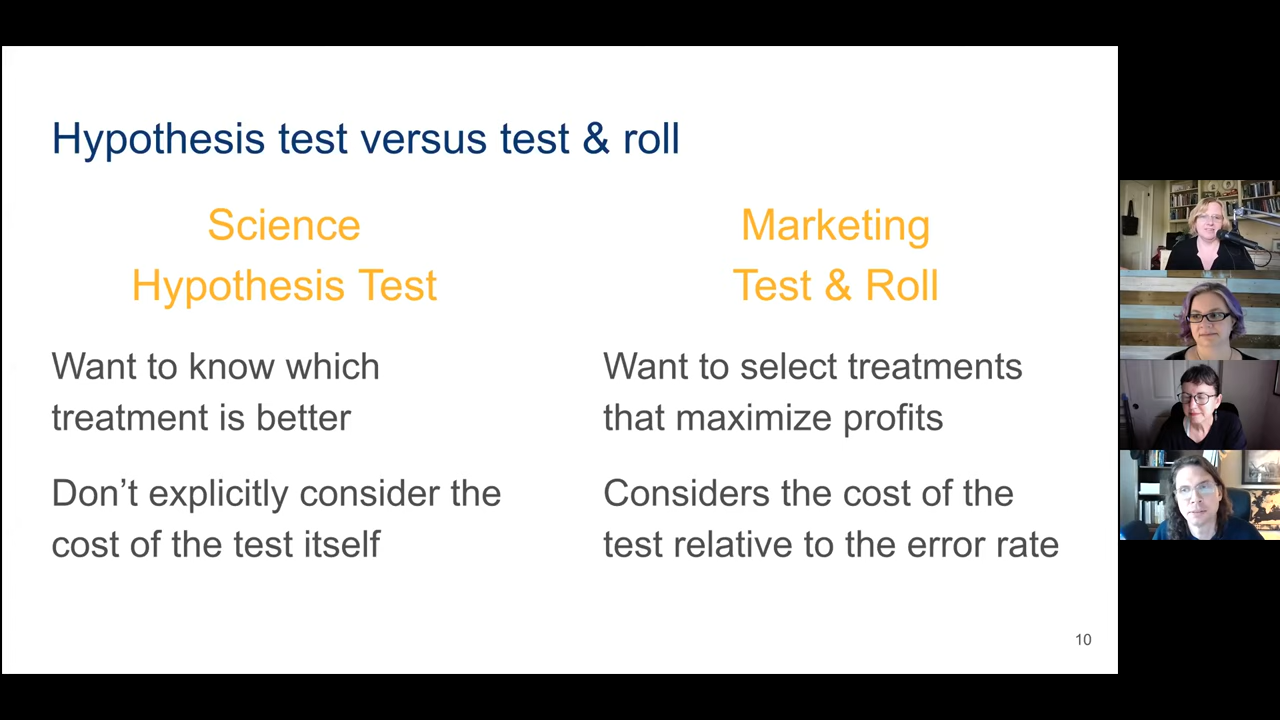 Hypothesis test versus test & roll
Science
Hypothesis Test
Want to know which
treatment is better
Don’t explicitly consider the
cost of the test itself
Marketing
Test & Roll
Want to select treatments
that maximize profits
Considers the cost of the
test relative to the error rate
10